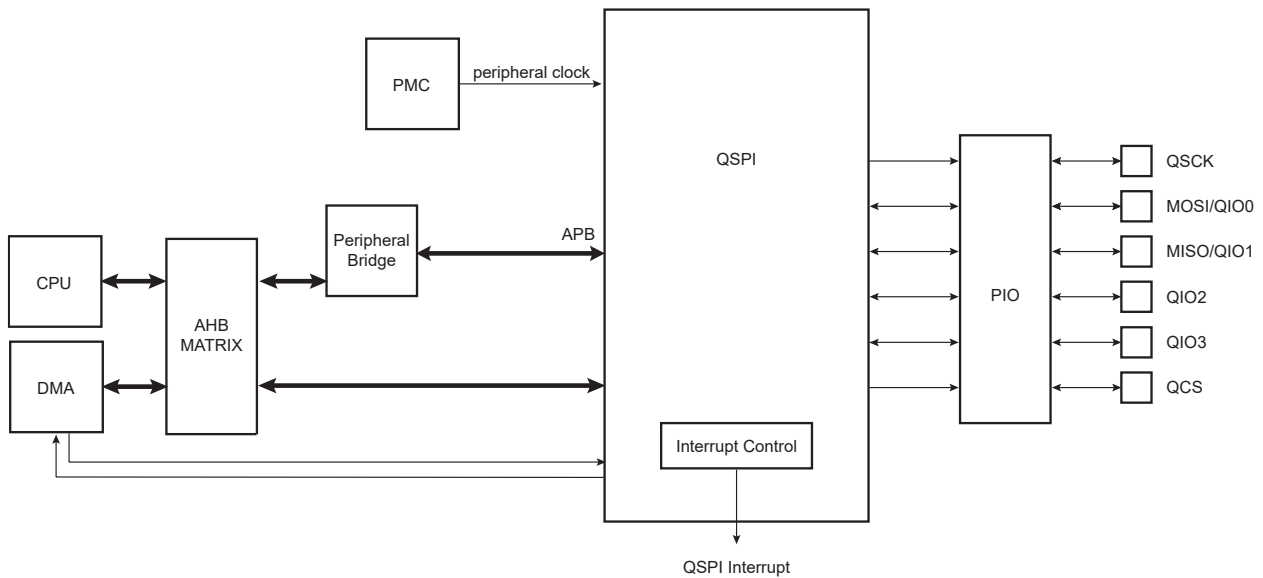 PMC
peripheral clock
QSPI
APB
Peripheral
Bridge
CPU
AHB
MATRIX
DMA
Interrupt Control
QSPI Interrupt
PIO
QSCK
MOSI/QIO0
MISO/QIO1
QIO2
QIO3
QCS